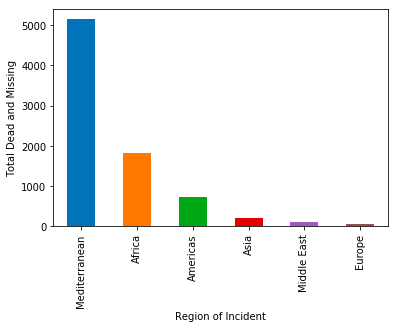 Total Dead and Missing
5000
4000
3000
2000
1000
0
Mediterranean
Africa
Americas
Asia
Middle East
Europe
Region of Incident